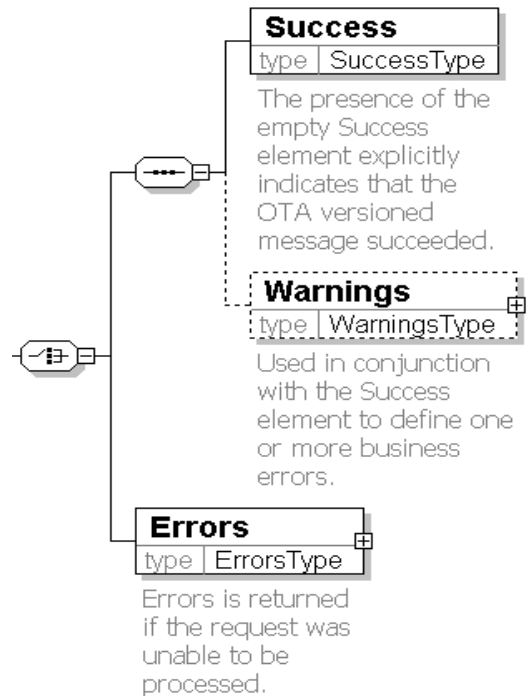 Success
type SuccessType
The presence of the
empty Success
element explicitly
indicates that the
OTA versioned
message succeeded.
Warnings
type WarningsType
Used in conjunction
with the Success
element to define one
or more business
errors.
Errors
type ErrorsType
Errors is returned
if the request was
unable to be
processed.